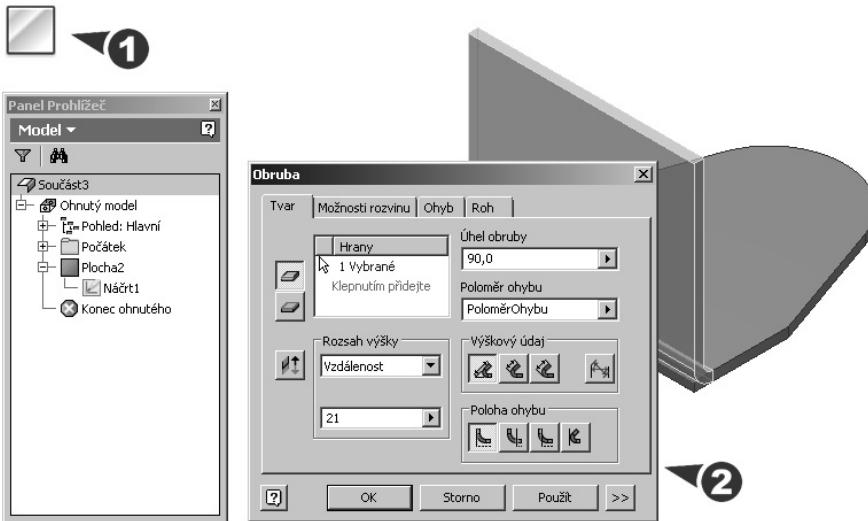 1
Panel Prohlížeč
Model
Součást3
Ohnutý model
Pohled: Hlavní
Počátek
Plocha2
Náčrt1
Konec ohnutého
Obruba
Tvar
Možnosti rozvinu
Ohyb
Roh
Hrany
1 Vybrané
Klepnutím přidejte
Úhel obruby
90,0
Poloměr ohybu
PoloměrOhybu
Rozsah výšky
Vzdálenost
21
Výškový údaj
Poloha ohybu
OK
Storno
Použít
>>
2